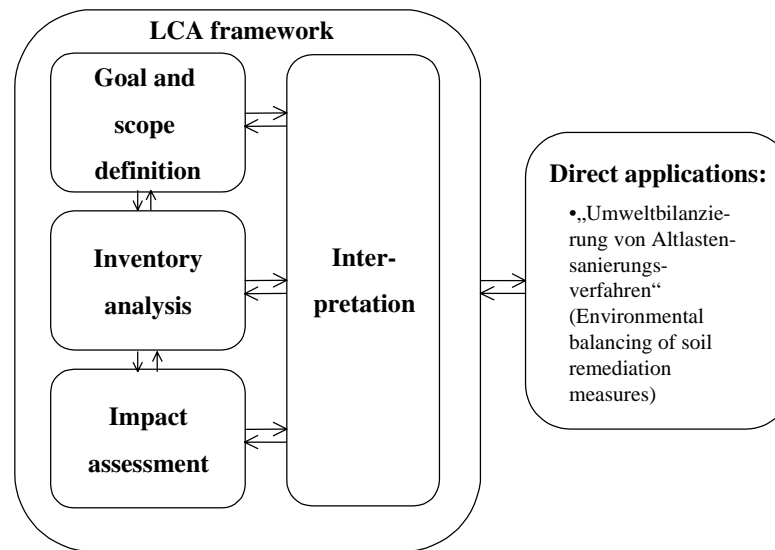 LCA framework
Goal and
scope
definition
Inventory
analysis
Impact
assessment
Inter-
pretation
Direct applications:
•„Umweltbilanzie-
rung von Altlasten-
sanierungs-
verfahren“
(Environmental
balancing of soil
remediation
measures)